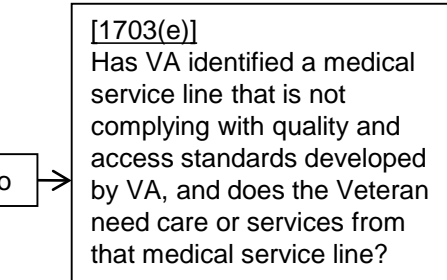 [1703(e)]
Has VA identified a medical
service line that is not
complying with quality and
access standards developed
by VA, and does the Veteran
need care or services from
that medical service line?
o